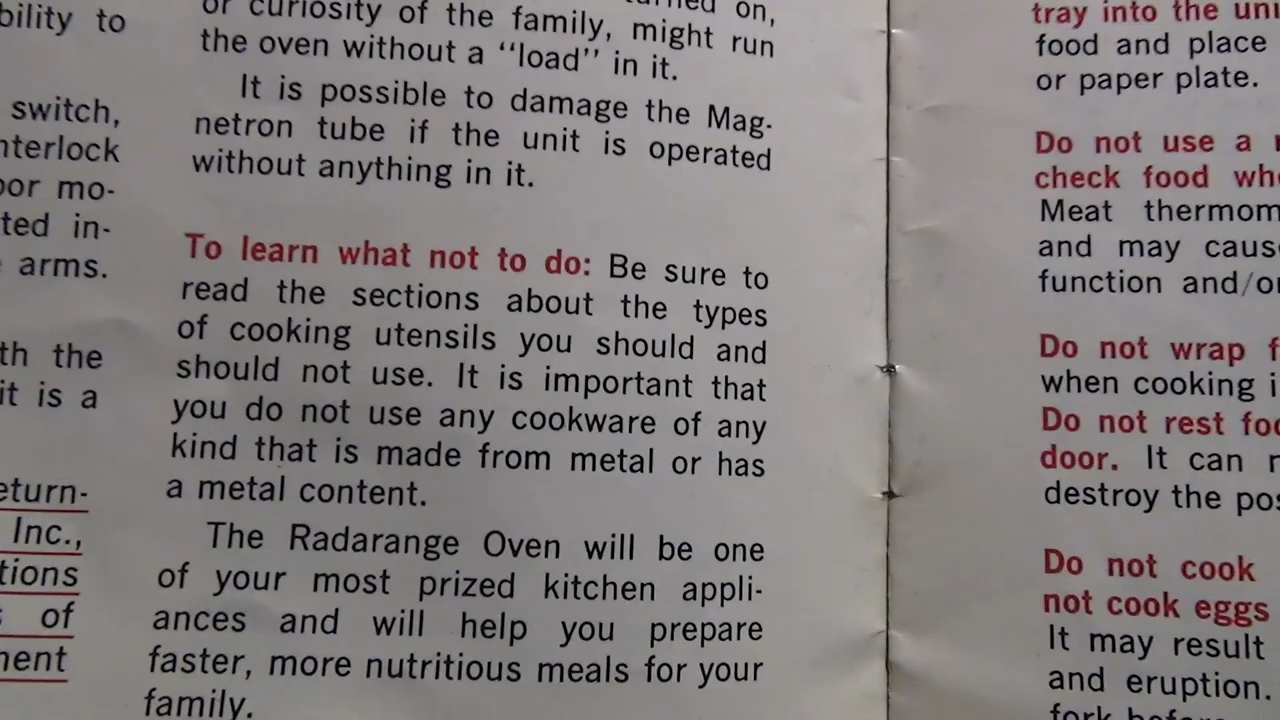 bility to
switch,
nterlock
oor mo-
ted in-
arms.
th the
it is a
eturn-
Inc.,
tions
of
ment
on,
or curiosity of the family, might run
the oven without a "load" in it.
It is possible to damage the Mag-
netron tube if the unit is operated
without anything in it.
To learn what not to do: Be sure to
read the sections about the types
of cooking utensils you should and
should not use. It is important that
you do not use any cookware of any
kind that is made from metal or has
a metal content.
The Radarange Oven will be one
of your most prized kitchen appli-
ances and will help you prepare
faster, more nutritious meals for your
family.
tray into the uni
food and place
or paper plate.
Do not use a
check food whe
Meat thermom
and may cause
function and/or
Do not wrap f
when cooking i
Do not rest foo
door. It can
destroy the pos
Do not cook
not cook eggs
It may result
and eruption.
fork before